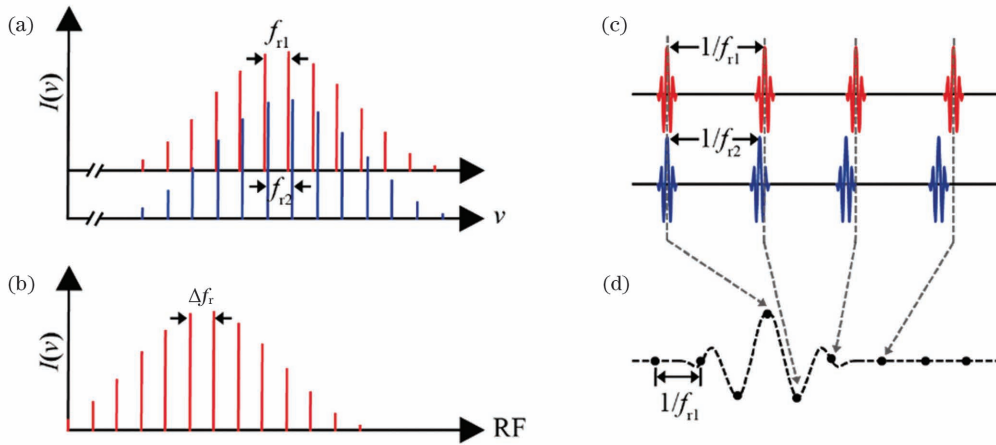 (a)
I(ν)
f_r1
f_r2
ν
(b)
I(ν)
Δf_r
RF
(c)
1/f_r1
1/f_r2
(d)
1/f_r1